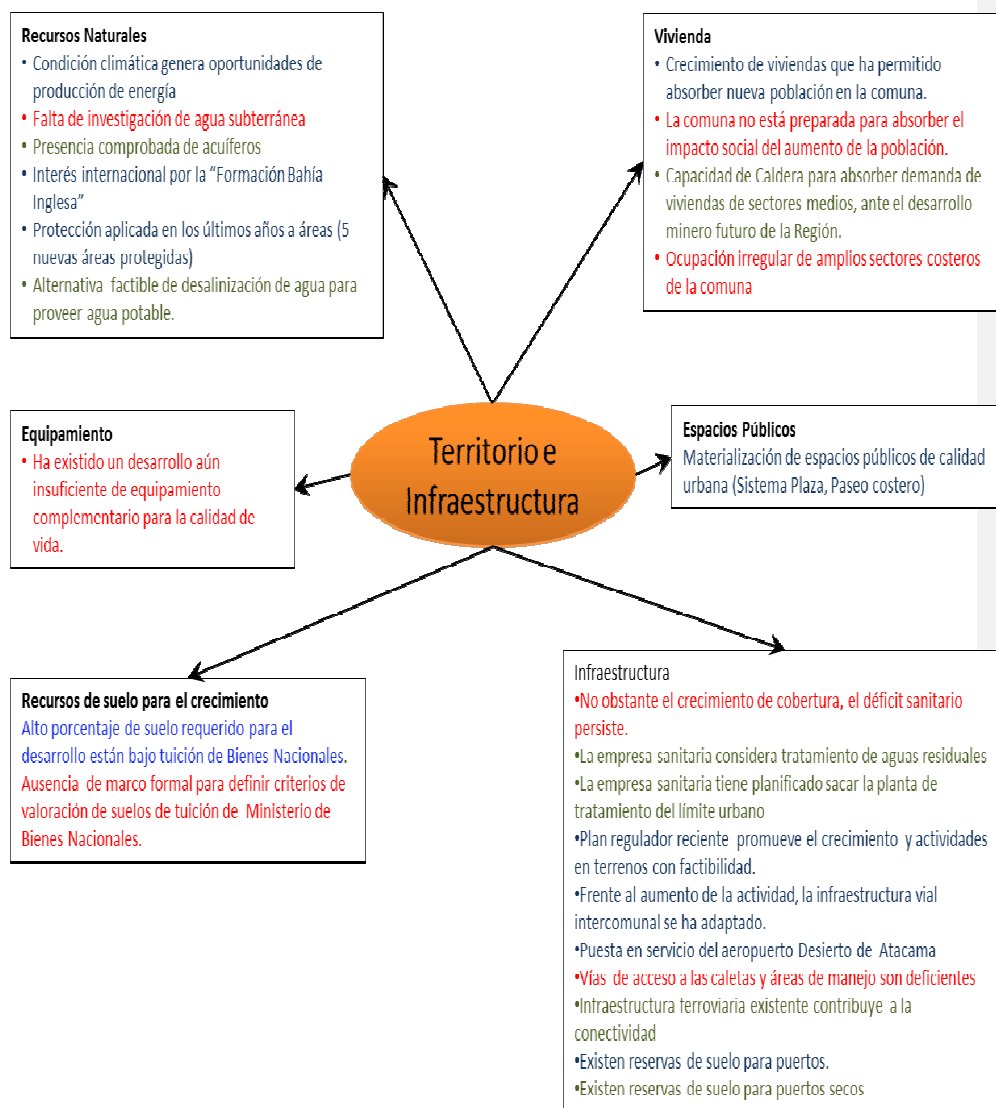 Recursos Naturales
• Condición climática genera oportunidades de
producción de energía
• Falta de investigación de agua subterránea
• Presencia comprobada de acuíferos
• Interés internacional por la “Formación Bahía
Inglesa”
• Protección aplicada en los últimos años a áreas (5
nuevas áreas protegidas)
• Alternativa factible de desalinización de agua para
proveer agua potable.
Vivienda
• Crecimiento de viviendas que ha permitido
absorber nueva población en la comuna.
• La comuna no está preparada para absorber el
impacto social del aumento de la población.
• Capacidad de Caldera para absorber demanda de
viviendas de sectores medios, ante el desarrollo
minero futuro de la Región.
• Ocupación irregular de amplios sectores costeros
de la comuna
Equipamiento
• Ha existido un desarrollo aún
insuficiente de equipamiento
complementario para la calidad de
vida.
Territorio e
Infraestructura
Espacios Públicos
Materialización de espacios públicos de calidad
urbana (Sistema Plaza, Paseo costero)
Recursos de suelo para el crecimiento
Alto porcentaje de suelo requerido para el
desarrollo están bajo tuición de Bienes Nacionales.
Ausencia de marco formal para definir criterios de
valoración de suelos de tuición de Ministerio de
Bienes Nacionales.
Infraestructura
•No obstante el crecimiento de cobertura, el déficit sanitario
persiste.
•La empresa sanitaria considera tratamiento de aguas residuales
•La empresa sanitaria tiene planificado sacar la planta de
tratamiento del límite urbano
•Plan regulador reciente promueve el crecimiento y actividades
en terrenos con factibilidad.
•Frente al aumento de la actividad, la infraestructura vial
intercomunal se ha adaptado.
•Puesta en servicio del aeropuerto Desierto de Atacama
•Vías de acceso a las caletas y áreas de manejo son deficientes
•Infraestructura ferroviaria existente contribuye a la
conectividad
•Existen reservas de suelo para puertos.
•Existen reservas de suelo para puertos secos